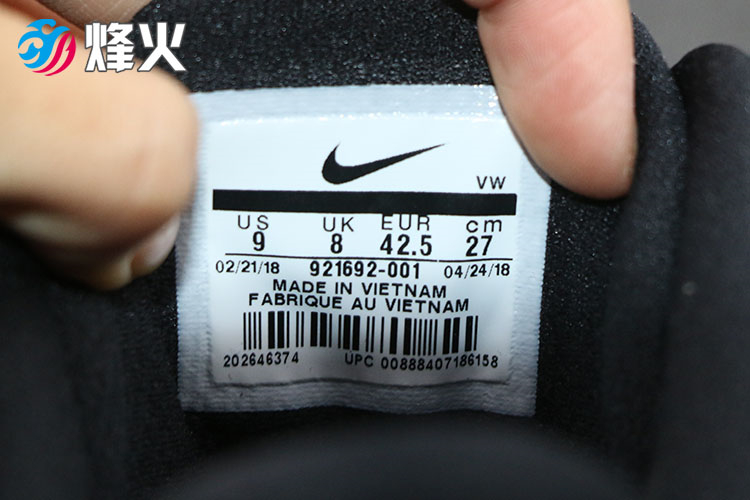 烽火
VW
US UK EUR cm
9 8 42.5 27
02/21/18 921692-001 04/24/18
MADE IN VIETNAM
FABRIQUE AU VIETNAM
202646374 UPC 00888407186158